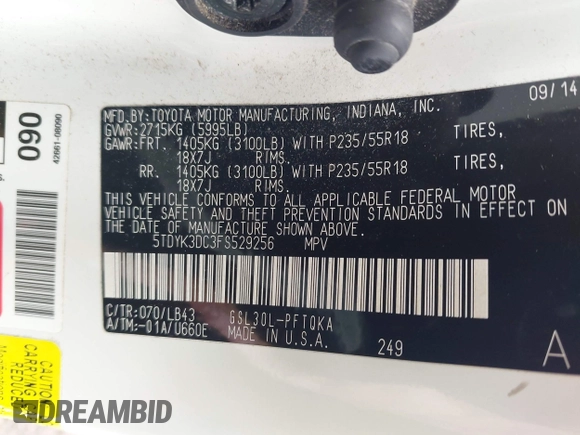 MFD.BY:TOYOTA MOTOR MANUFACTURING, INDIANA, INC. 09/14
GVWR:2715KG (5995LB)
GAWR:FRT. 1405KG (3100LB) WITH P235/55R18 TIRES,
18X7J RIMS.
RR. 1405KG (3100LB) WITH P235/55R18 TIRES,
18X7J RIMS.
THIS VEHICLE CONFORMS TO ALL APPLICABLE FEDERAL MOTOR
VEHICLE SAFETY AND THEFT PREVENTION STANDARDS IN EFFECT ON
THE DATE OF MANUFACTURE SHOWN ABOVE.
5TDYK3DC3FS529256 MPV
C/TR:070/LB43 GSL30L-PFTQKA
A/TM:-01A/U660E MADE IN U.S.A.
249 A
090
42661-08090
CAUTION
CARRYING
REDUCE
DREAMBID